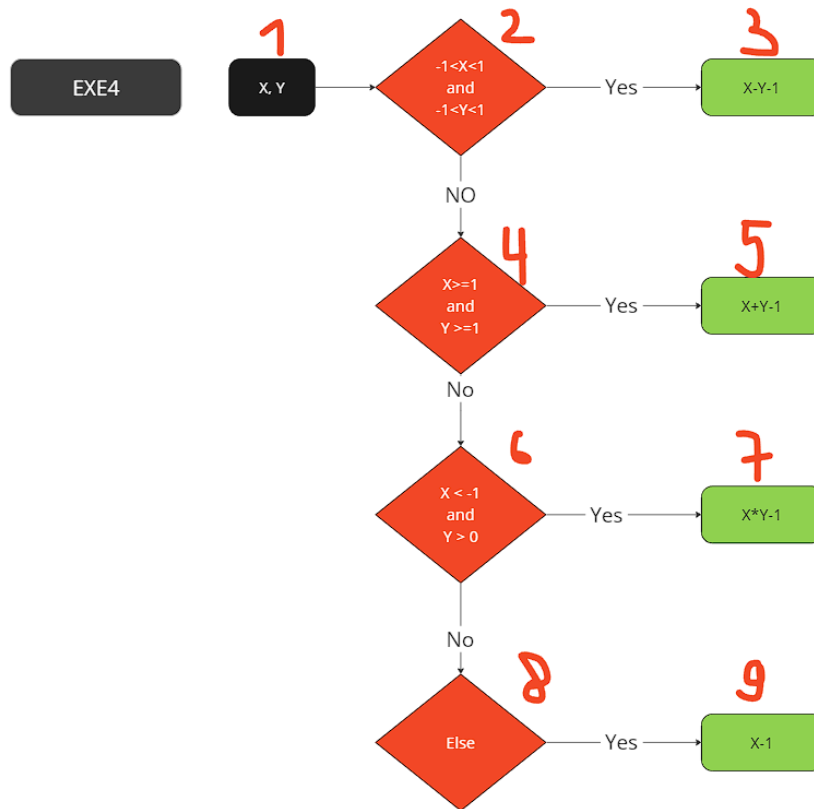 1
2
3
EXE4
X, Y
-1<X<1
and
-1<Y<1
Yes
X-Y-1
NO
4
5
X>=1
and
Y >=1
Yes
X+Y-1
No
6
7
X < -1
and
Y > 0
Yes
X*Y-1
No
8
9
Else
Yes
X-1